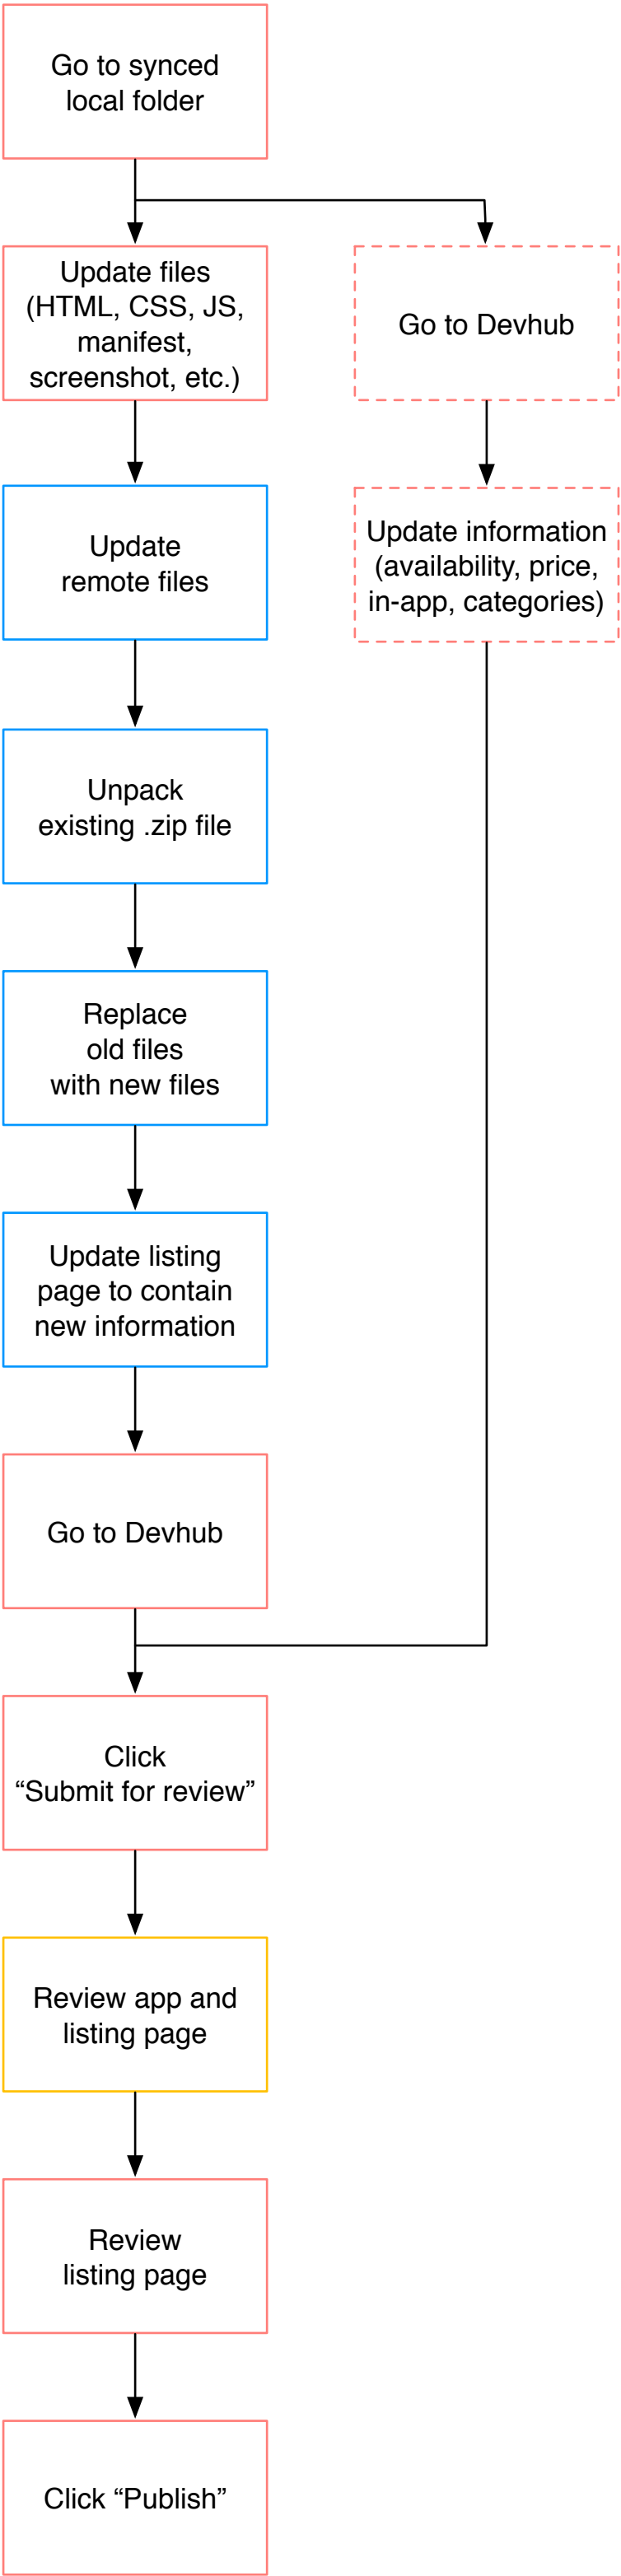 Go to synced
local folder
Update files
(HTML, CSS, JS,
manifest,
screenshot, etc.)
Go to Devhub
Update
remote files
Update information
(availability, price,
in-app, categories)
Unpack
existing .zip file
Replace
old files
with new files
Update listing
page to contain
new information
Go to Devhub
Click
“Submit for review”
Review app and
listing page
Review
listing page
Click “Publish”